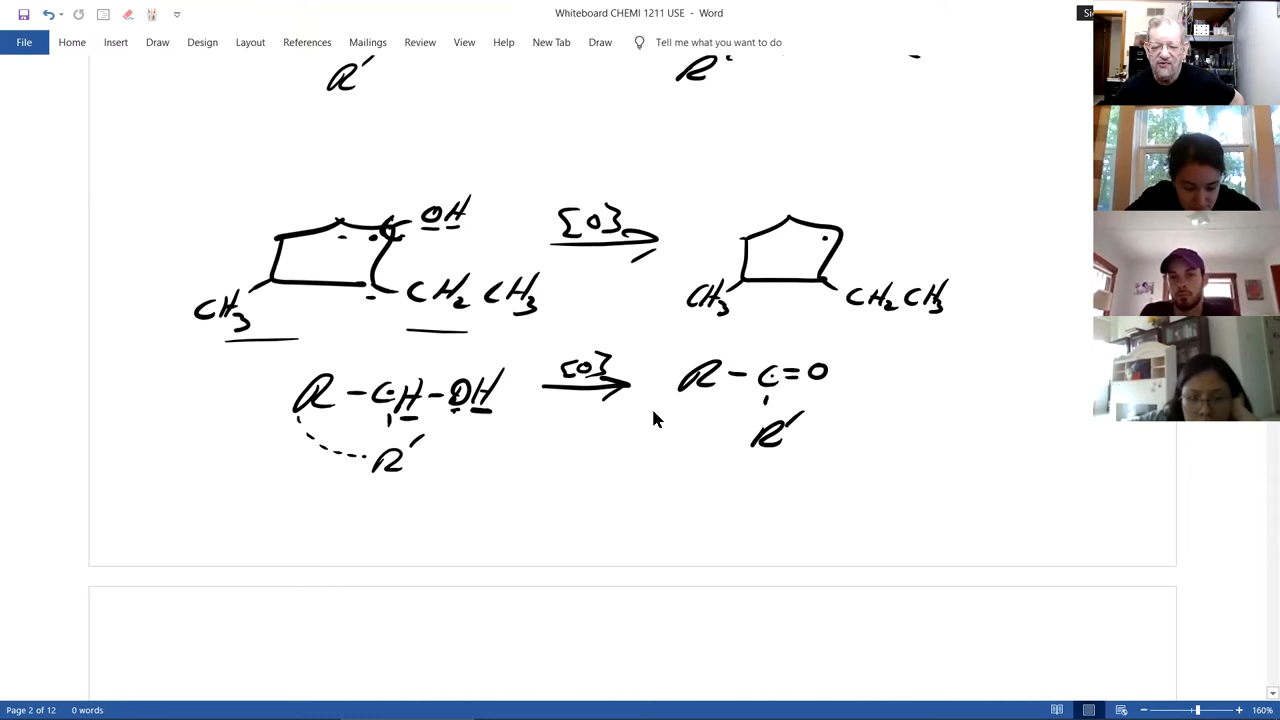 Whiteboard CHEMI 1211 USE - Word
File Home Insert Draw Design Layout References Mailings Review View Help New Tab Draw Tell me what you want to do
R' R'
OH [O]
CH3 CH2 CH3 CH3 CH2CH3
R - CH - OH [O] R - C = O
R' R'
Page 2 of 12 0 words 160%